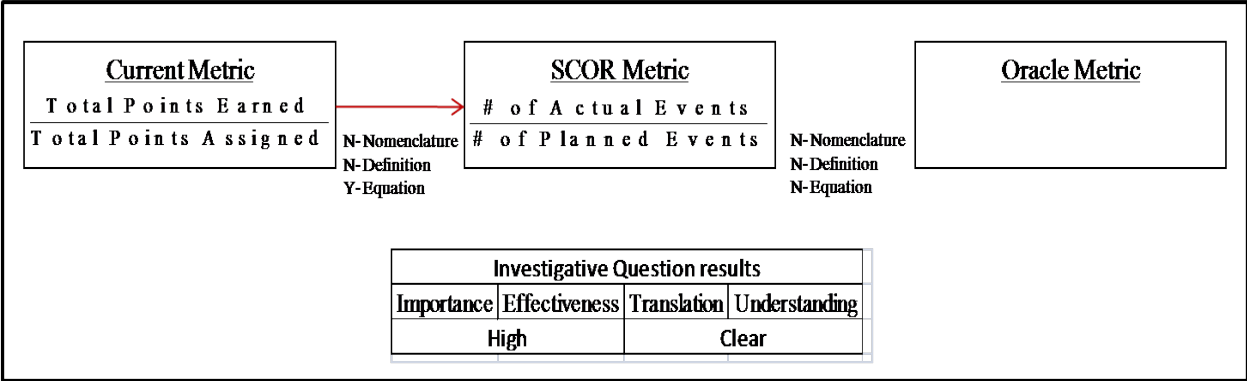 Current Metric
Total Points Earned
Total Points Assigned
N-Nomenclature
N-Definition
Y-Equation
SCOR Metric
# of Actual Events
# of Planned Events
N-Nomenclature
N-Definition
N-Equation
Oracle Metric
Investigative Question results
Importance Effectiveness Translation Understanding
High Clear